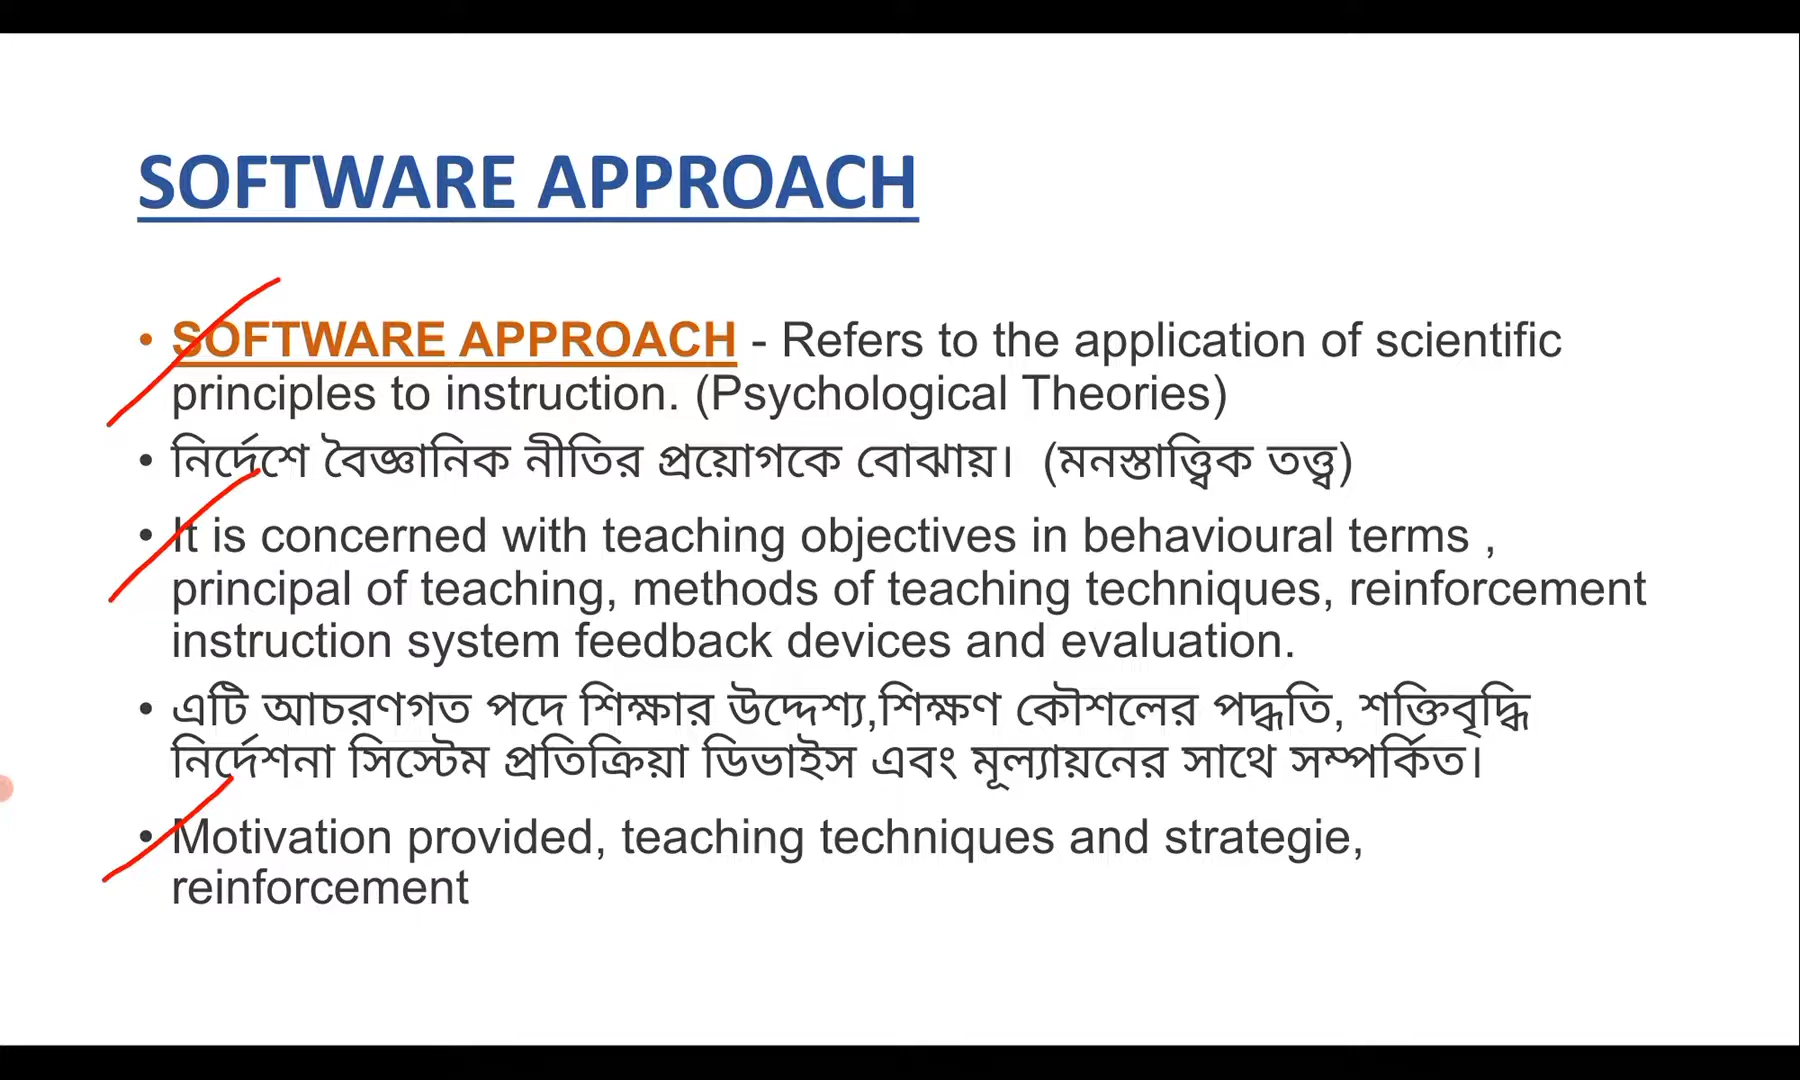 SOFTWARE APPROACH
• SOFTWARE APPROACH - Refers to the application of scientific
principles to instruction. (Psychological Theories)
• নির্দেশে বৈজ্ঞানিক নীতির প্রয়োগকে বোঝায়। (মনস্তাত্ত্বিক তত্ত্ব)
• It is concerned with teaching objectives in behavioural terms ,
principal of teaching, methods of teaching techniques, reinforcement
instruction system feedback devices and evaluation.
• এটি আচরণগত পদে শিক্ষার উদ্দেশ্য,শিক্ষণ কৌশলের পদ্ধতি, শক্তিবৃদ্ধি
নির্দেশনা সিস্টেম প্রতিক্রিয়া ডিভাইস এবং মূল্যায়নের সাথে সম্পর্কিত।
• Motivation provided, teaching techniques and strategie,
reinforcement